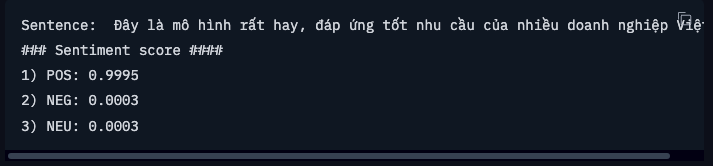 Sentence:  Đây là mô hình rất hay, đáp ứng tốt nhu cầu của nhiều doanh nghiệp Việt
### Sentiment score ####
1) POS: 0.9995
2) NEG: 0.0003
3) NEU: 0.0003